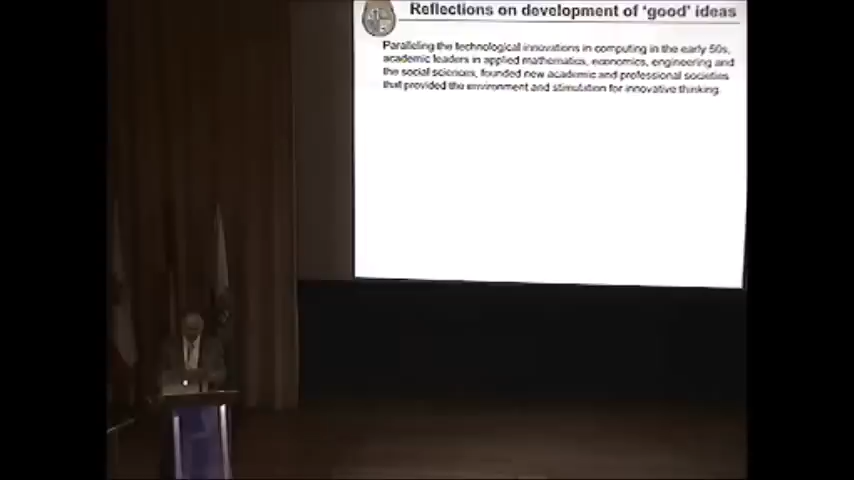 Reflections on development of 'good' ideas
Paralleling the technological innovations in computing in the early 50s,
academic leaders in applied mathematics, economics, engineering and
the social sciences, founded new academic and professional societies
that provided the environment and stimulation for innovative thinking.